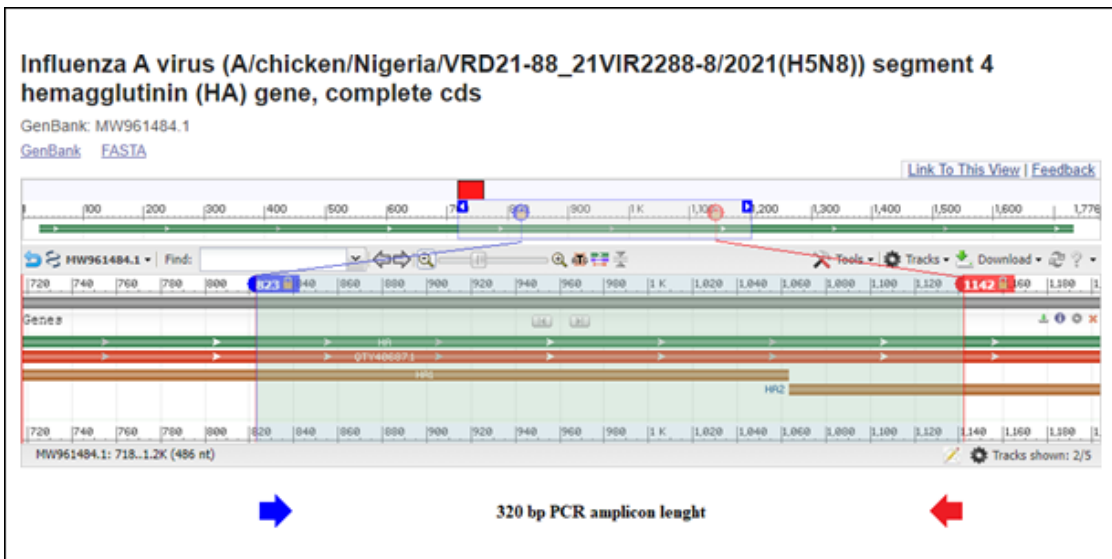 Influenza A virus (A/chicken/Nigeria/VRD21-88_21VIR2288-8/2021(H5N8)) segment 4
hemagglutinin (HA) gene, complete cds
GenBank: MW961484.1
GenBank FASTA
Link To This View | Feedback
100 200 300 400 500 600 900 1K 1,200 1,300 1,400 1,500 1,600 1,776
MW961484.1 Find: Tools Tracks Download ?
720 740 760 780 800 823 840 860 880 900 920 940 960 980 1K 1,020 1,040 1,060 1,080 1,100 1,120 1142 1,180
Genes
HA
QTY40687.1
HA1
HA2
720 740 760 780 800 820 840 860 880 900 920 940 960 980 1K 1,020 1,040 1,060 1,080 1,100 1,120 1,140 1,160 1,180
MW961484.1: 718..1.2K (486 nt) Tracks shown: 2/5
320 bp PCR amplicon lenght